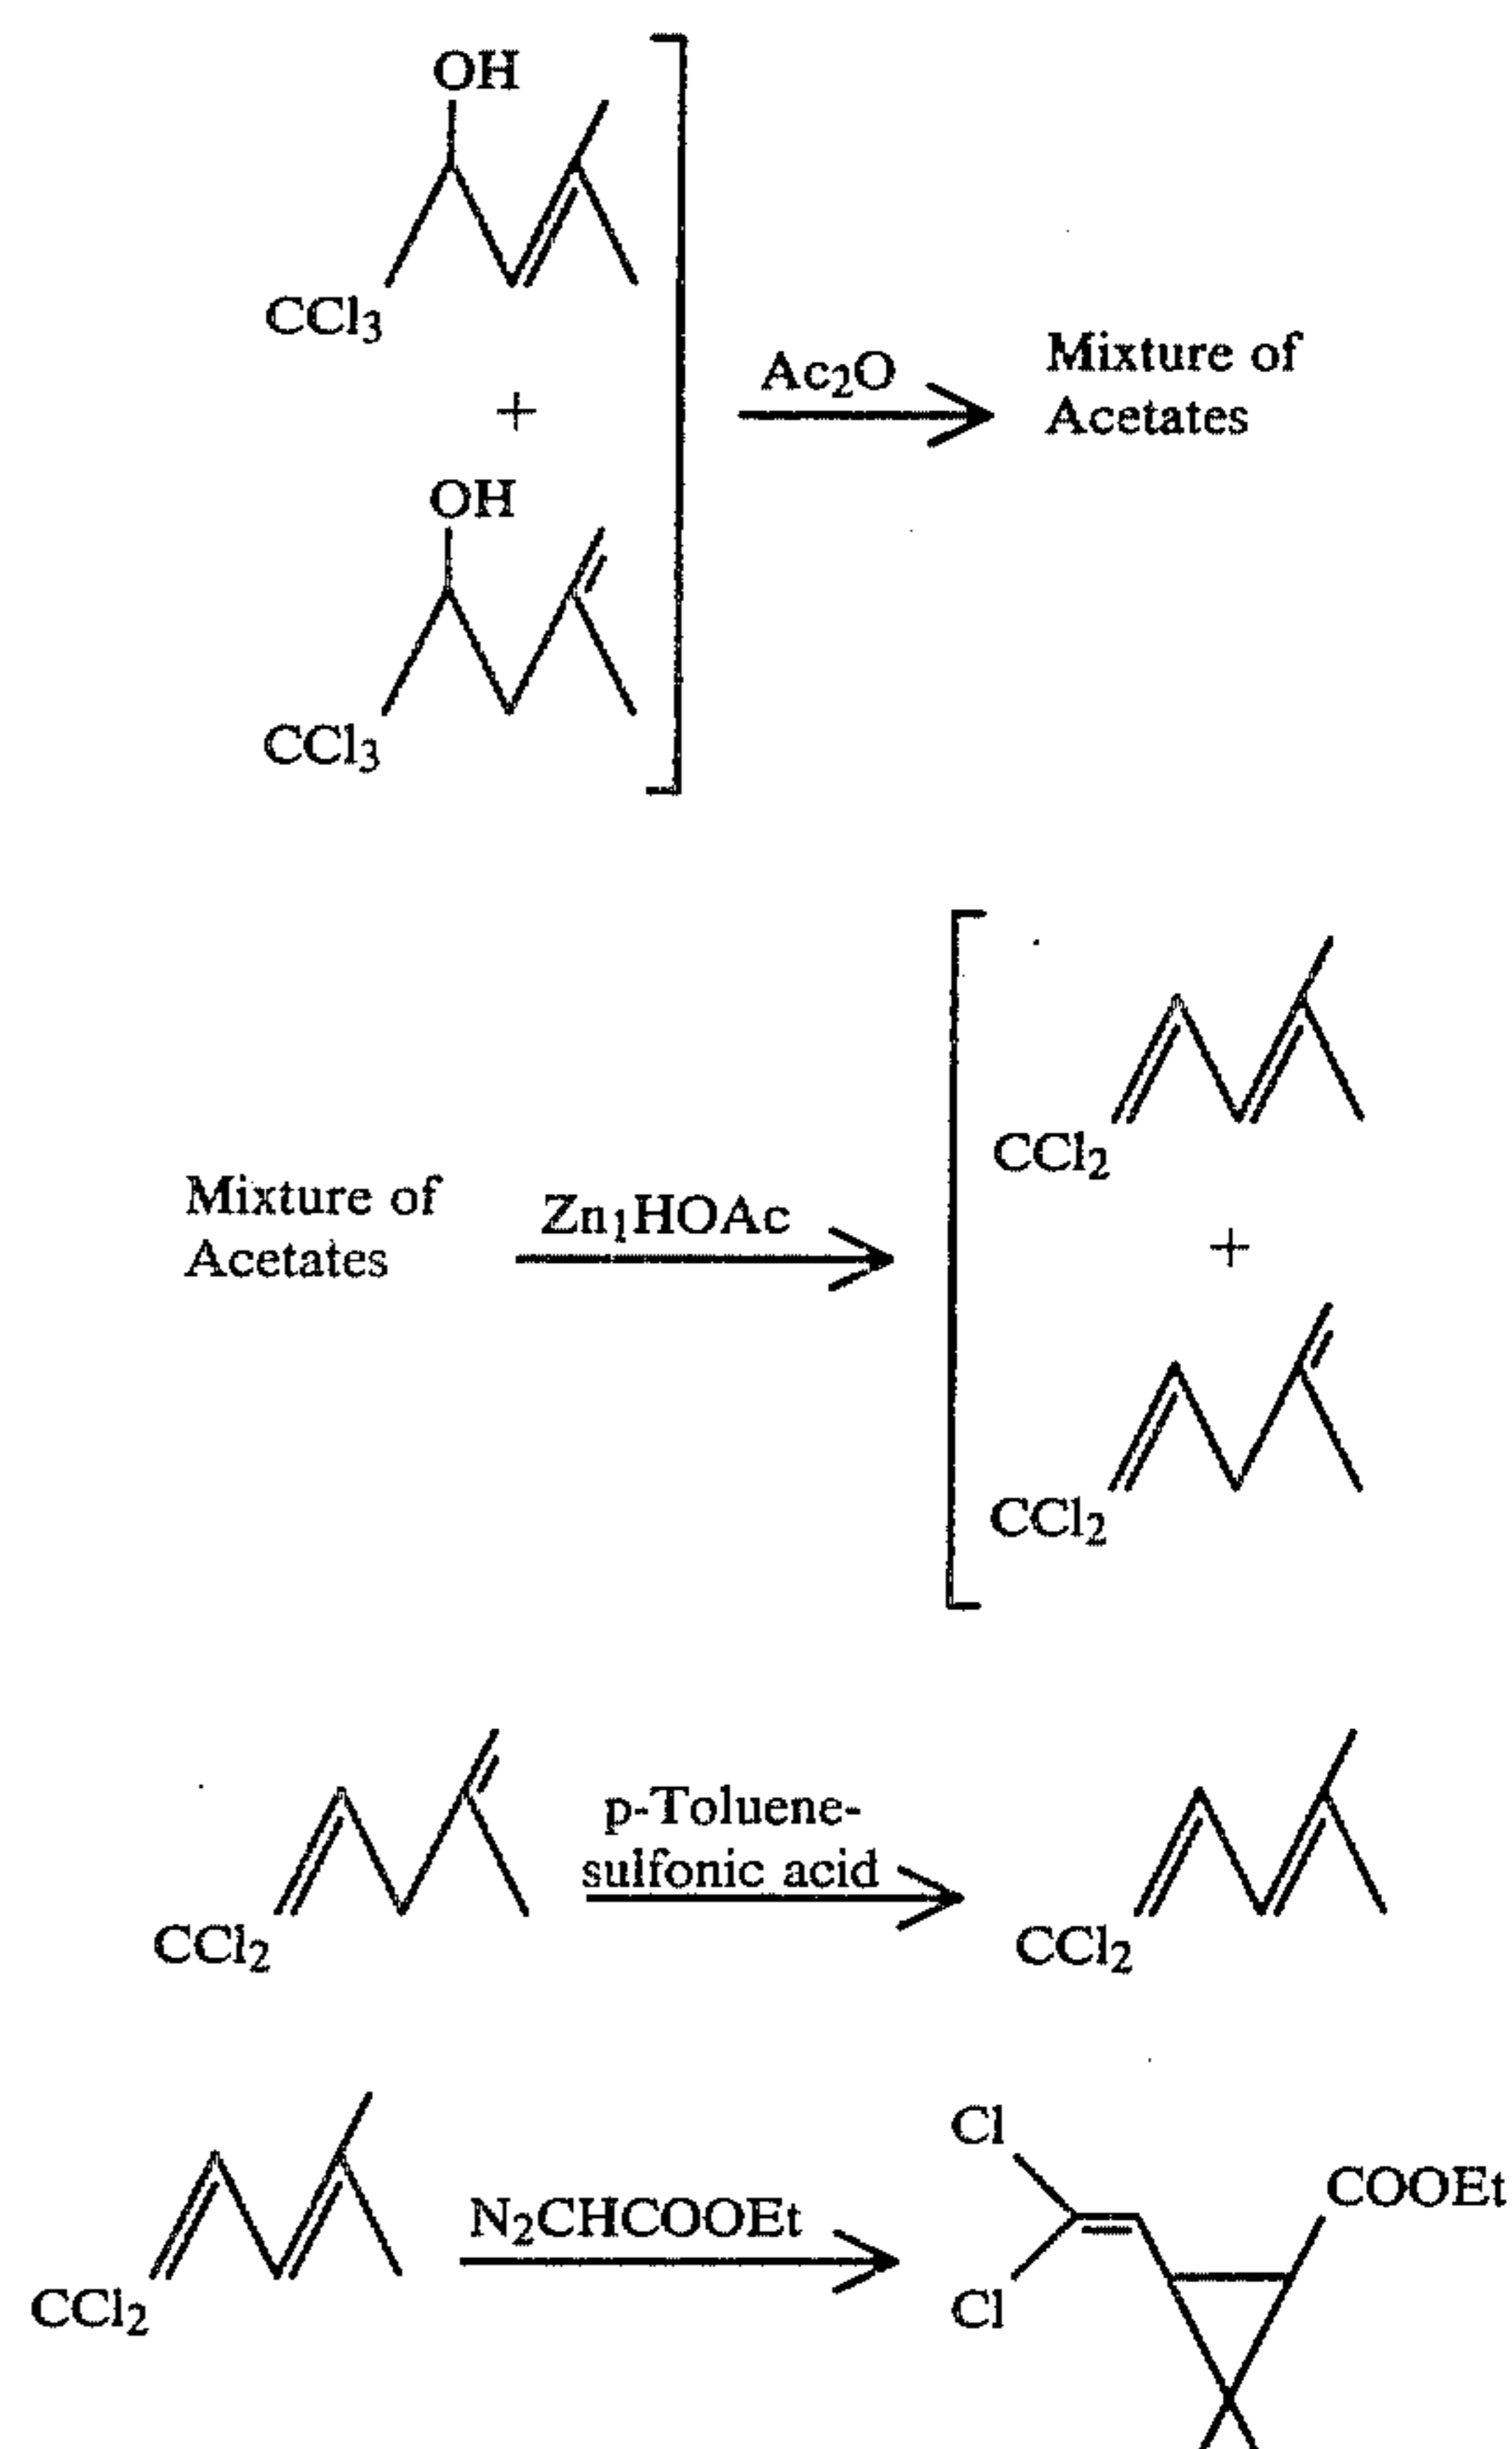 OH
CCl3
+
Ac2O
Mixture of
Acetates
OH
CCl3
Mixture of
Acetates
Zn1HOAc
CCl2
+
CCl2
p-Toluene-
sulfonic acid
CCl2
CCl2
N2CHCOOEt
CCl2
Cl
Cl
COOEt